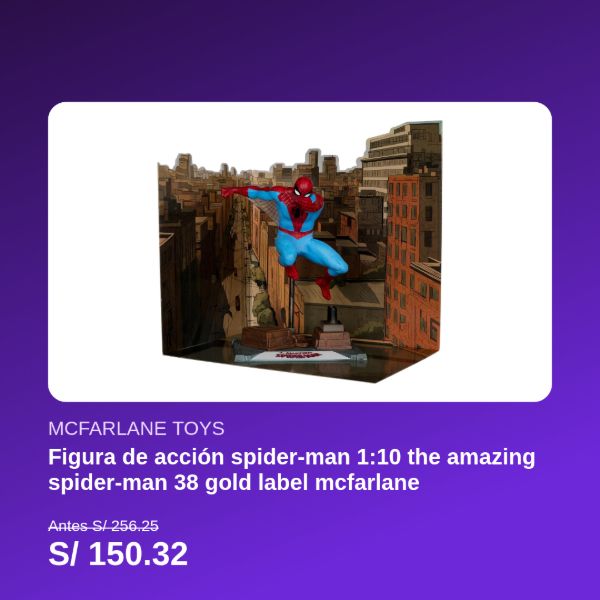 MCFARLANE TOYS
Figura de acción spider-man 1:10 the amazing
spider-man 38 gold label mcfarlane
Antes S/ 256.25
S/ 150.32